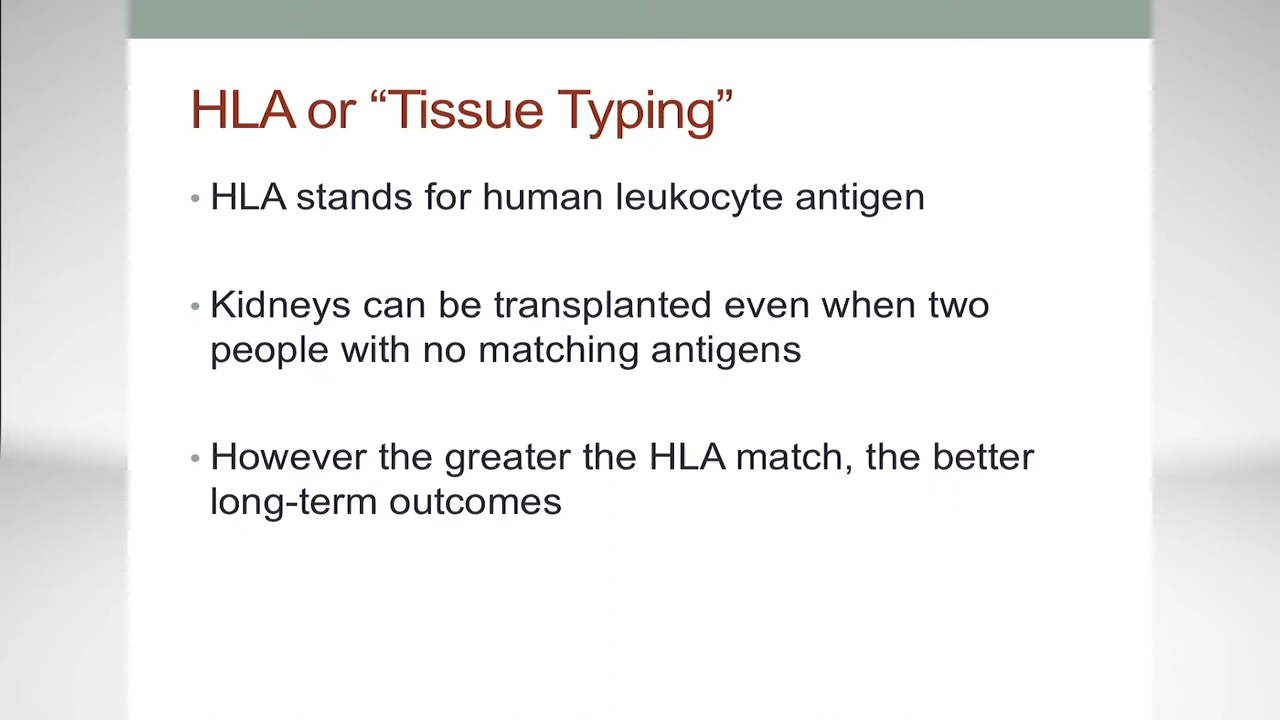 HLA or “Tissue Typing”
• HLA stands for human leukocyte antigen
• Kidneys can be transplanted even when two
people with no matching antigens
• However the greater the HLA match, the better
long-term outcomes